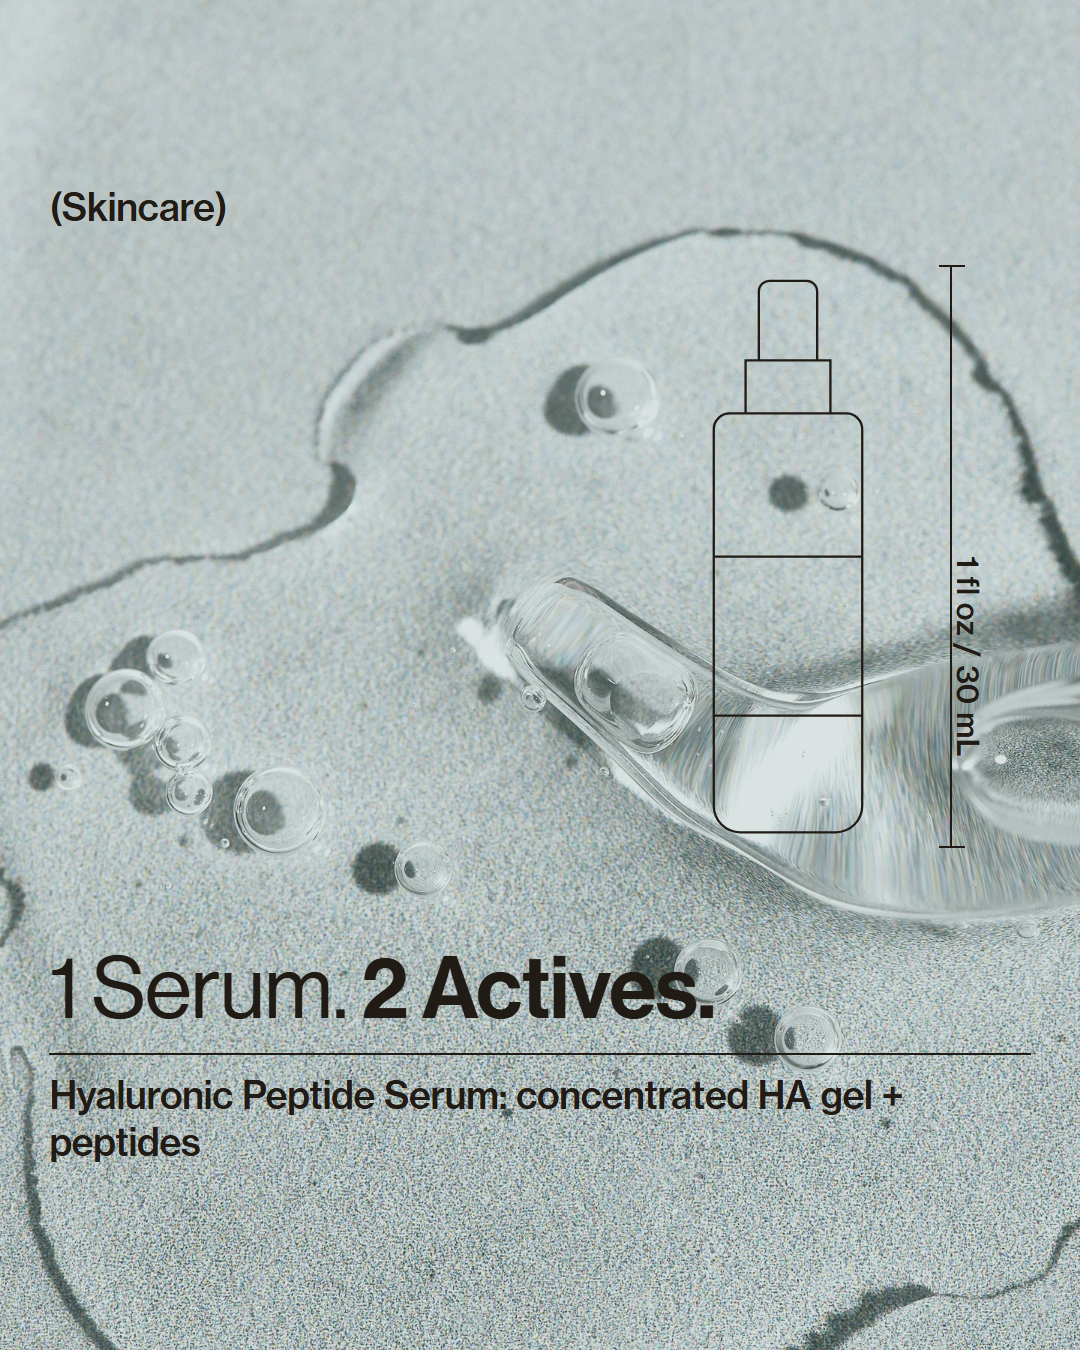 (Skincare)
1 fl oz / 30 mL
1 Serum. 2 Actives.
Hyaluronic Peptide Serum: concentrated HA gel +
peptides